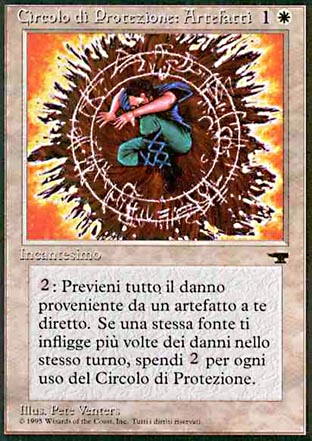 Circolo di Protezione: Artefatti 1
Incantesimo
2: Previeni tutto il danno
proveniente da un artefatto a te
diretto. Se una stessa fonte ti
infligge più volte dei danni nello
stesso turno, spendi 2 per ogni
uso del Circolo di Protezione.
Illus. Pete Venters
© 1995 Wizards of the Coast, Inc. Tutti i diritti riservati.